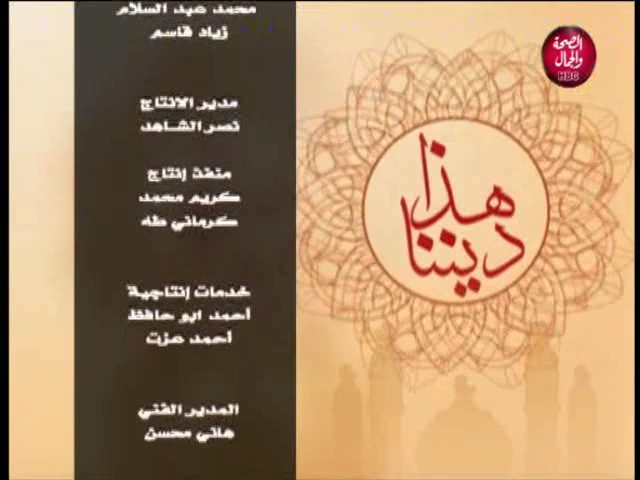 محمد عبد السلام
زياد قاسم
مدير الانتاج
نصر الشاهد
منفذ إنتاج
كريم محمد
كرماني طه
خدمات إنتاجية
أحمد ابو حافظ
أحمد عزت
المدير الفني
هاني محسن
هذا
ديننا
الصحة
والجمال
HBC